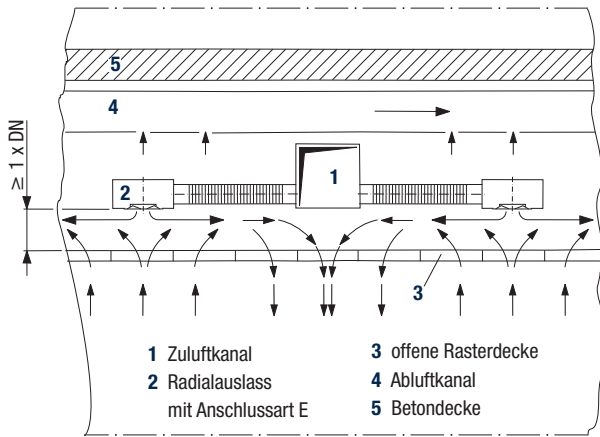 5
4
≥ 1 x DN
2
1
3
1 Zuluftkanal
2 Radialauslass
mit Anschlussart E
3 offene Rasterdecke
4 Abluftkanal
5 Betondecke